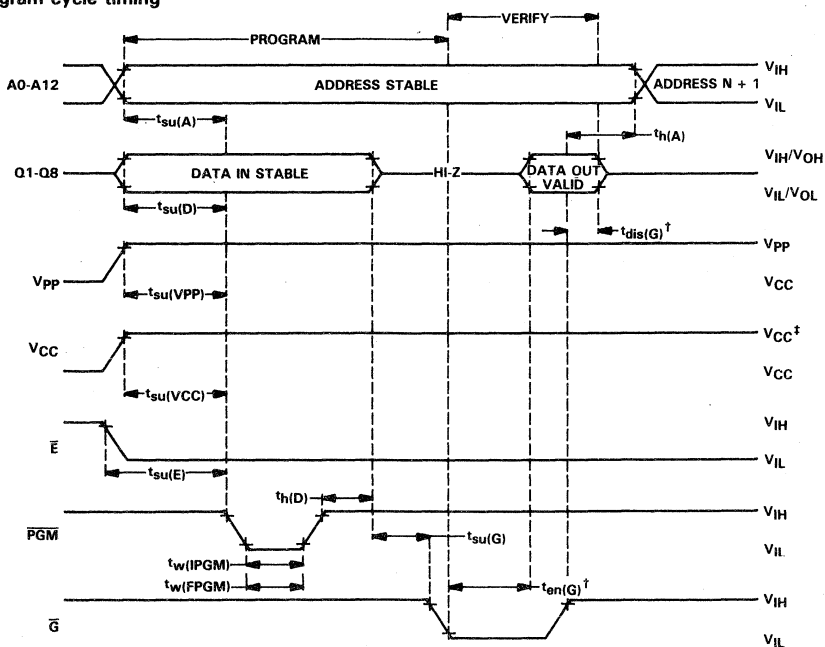 gram cycle timing
VERIFY
PROGRAM
A0-A12
ADDRESS STABLE
ADDRESS N + 1
VIH
VIL
tsu(A)
th(A)
Q1-Q8
DATA IN STABLE
HI-Z
DATA OUT
VALID
VIH/VOH
VIL/VOL
tsu(D)
tdis(G)†
VPP
VPP
VCC
tsu(VPP)
VCC
VCC‡
VCC
tsu(VCC)
E̅
VIH
VIL
tsu(E)
th(D)
P̅G̅M̅
VIH
VIL
tsu(G)
tw(IPGM)
tw(FPGM)
ten(G)†
G̅
VIH
VIL